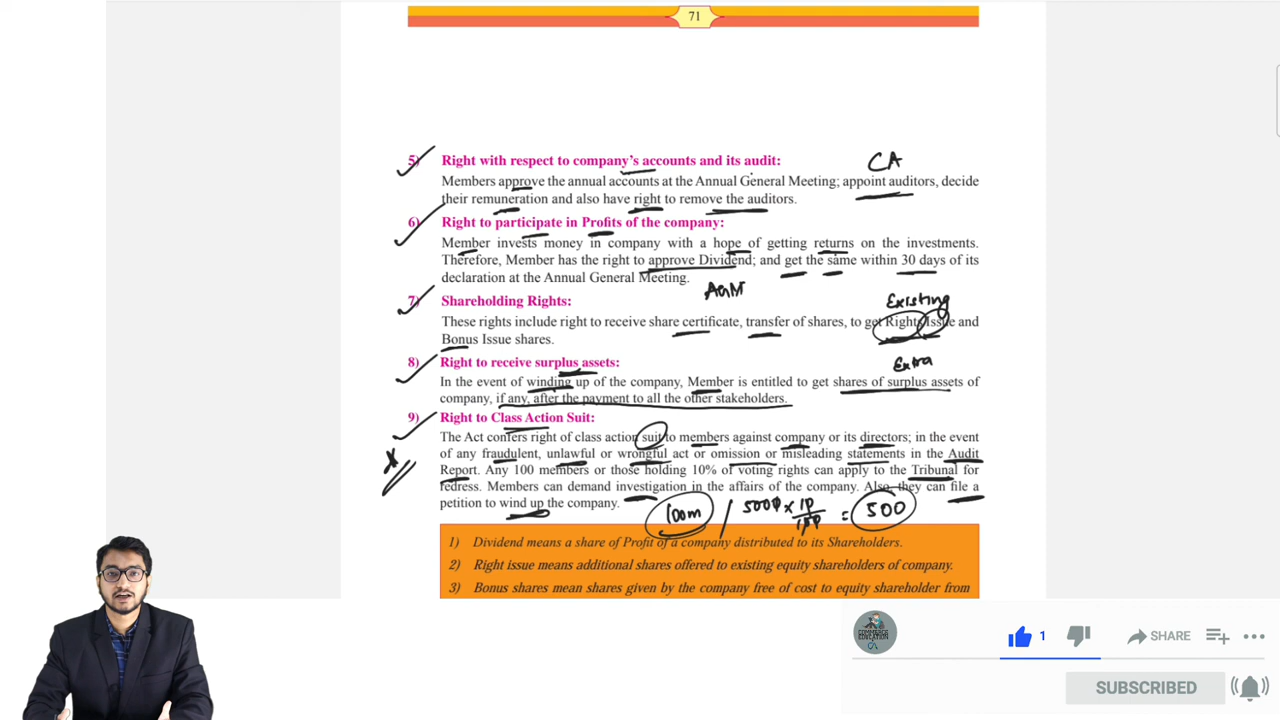 71
5) Right with respect to company's accounts and its audit:
CA
Members approve the annual accounts at the Annual General Meeting; appoint auditors, decide
their remuneration and also have right to remove the auditors.
6) Right to participate in Profits of the company:
Member invests money in company with a hope of getting returns on the investments.
Therefore, Member has the right to approve Dividend; and get the same within 30 days of its
declaration at the Annual General Meeting.
AGM
7) Shareholding Rights:
Existing
These rights include right to receive share certificate, transfer of shares, to get Rights Issue and
Bonus Issue shares.
8) Right to receive surplus assets:
Extra
In the event of winding up of the company, Member is entitled to get shares of surplus assets of
company, if any, after the payment to all the other stakeholders.
9) Right to Class Action Suit:
The Act confers right of class action suit to members against company or its directors; in the event
of any fraudulent, unlawful or wrongful act or omission or misleading statements in the Audit
Report. Any 100 members or those holding 10% of voting rights can apply to the Tribunal for
redress. Members can demand investigation in the affairs of the company. Also, they can file a
petition to wind up the company.
100m / 5000 × 10/100 = 500
1) Dividend means a share of Profit of a company distributed to its Shareholders.
2) Right issue means additional shares offered to existing equity shareholders of company.
3) Bonus shares mean shares given by the company free of cost to equity shareholder from
COMMERCE
EDUCATION
1 SHARE
SUBSCRIBED